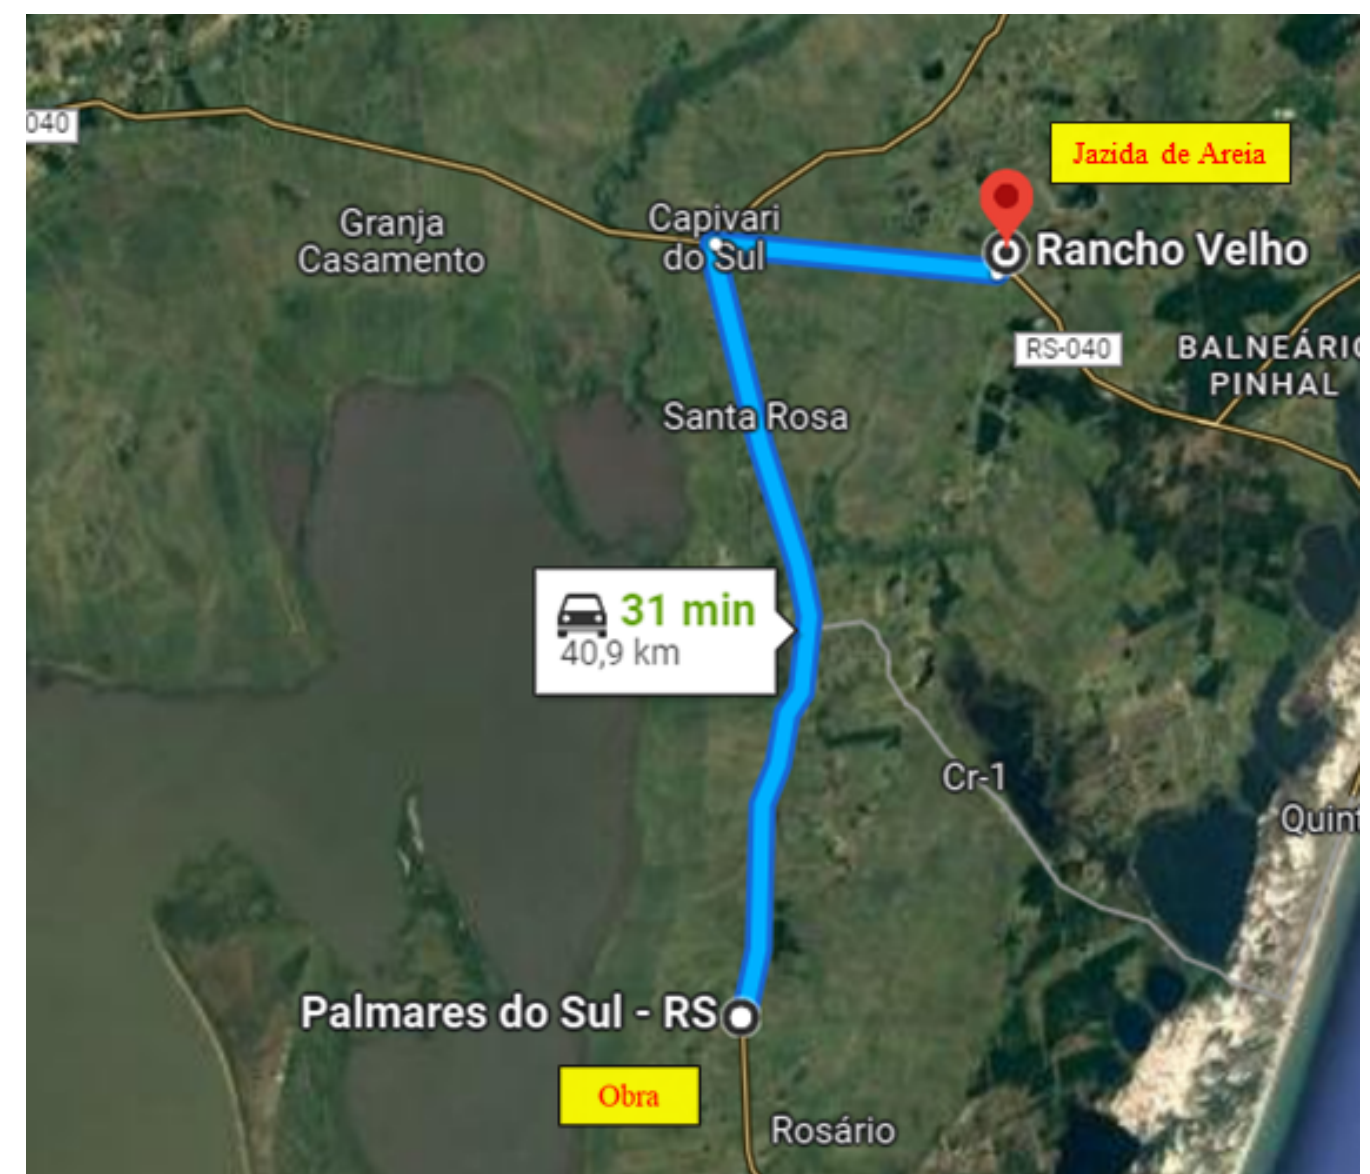 040
Jazida de Areia
Granja
Casamento
Capivari
do Sul
Rancho Velho
RS-040
BALNEÁRIO
PINHAL
Santa Rosa
31 min
40,9 km
Cr-1
Quint
Palmares do Sul - RS
Obra
Rosário